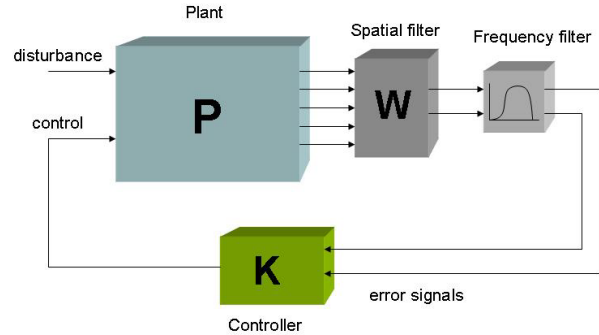 Plant
Spatial filter
Frequency filter
disturbance
P
W
control
K
error signals
Controller